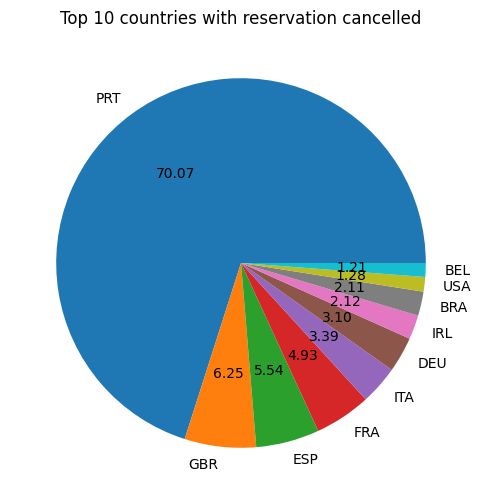 Top 10 countries with reservation cancelled
PRT
70.07
GBR
6.25
ESP
5.54
FRA
4.93
ITA
3.39
DEU
3.10
IRL
2.12
BRA
2.11
USA
1.28
BEL
1.21